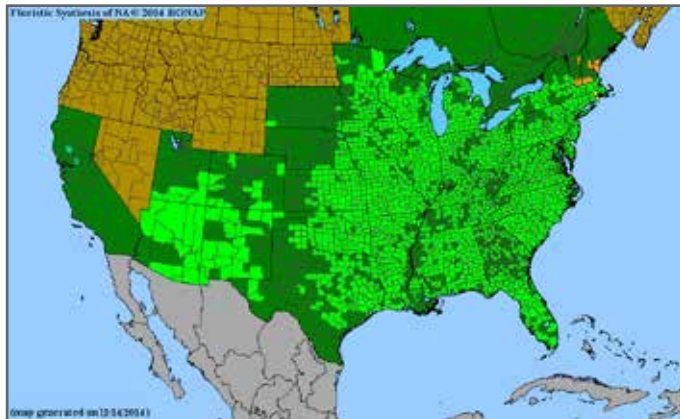 Floristic Synthesis of NA © 2014 BONAP
(map generated on 12/14/2014)